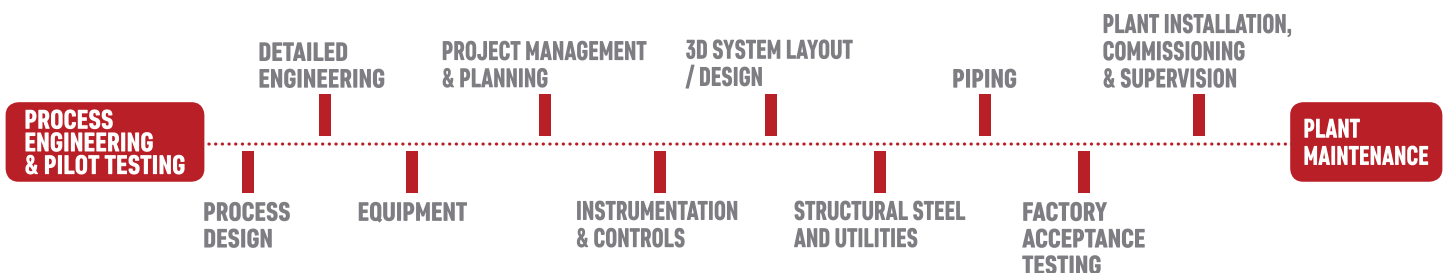 PROCESS
ENGINEERING
& PILOT TESTING
PROCESS
DESIGN
DETAILED
ENGINEERING
EQUIPMENT
PROJECT MANAGEMENT
& PLANNING
INSTRUMENTATION
& CONTROLS
3D SYSTEM LAYOUT
/ DESIGN
STRUCTURAL STEEL
AND UTILITIES
PIPING
FACTORY
ACCEPTANCE
TESTING
PLANT INSTALLATION,
COMMISSIONING
& SUPERVISION
PLANT
MAINTENANCE